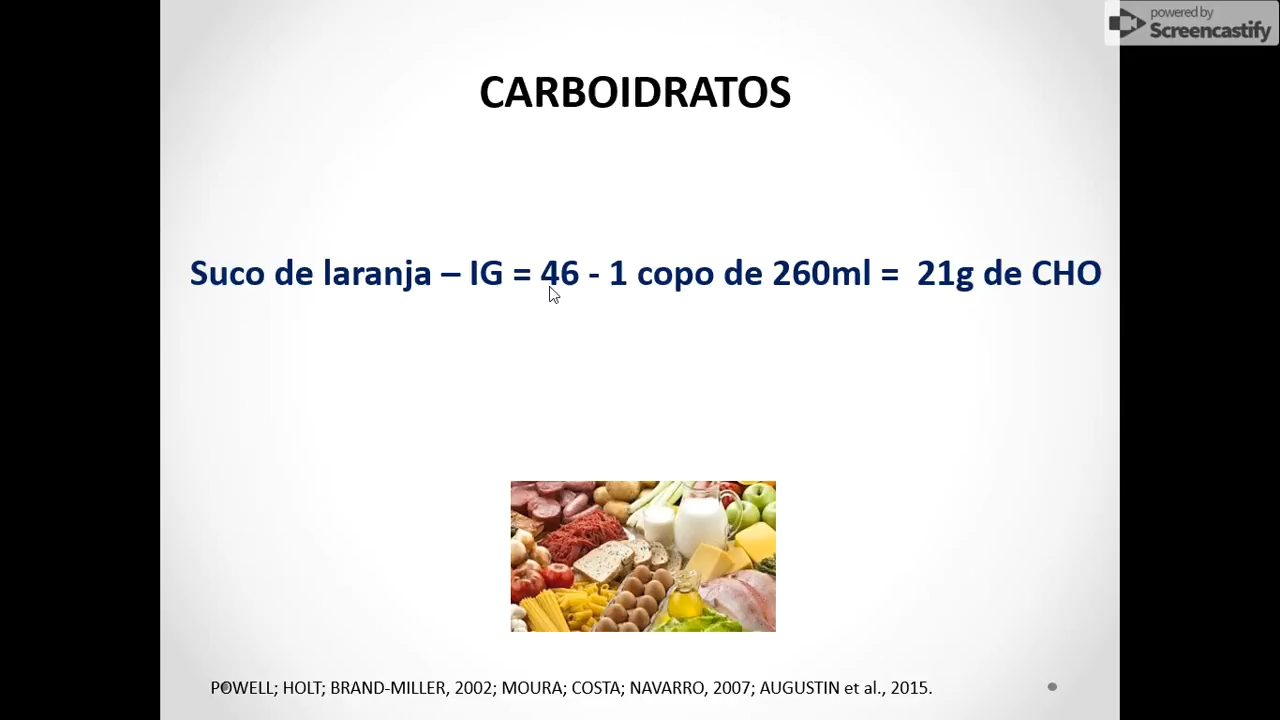 powered by
Screencastify
CARBOIDRATOS
Suco de laranja – IG = 46 - 1 copo de 260ml = 21g de CHO
POWELL; HOLT; BRAND-MILLER, 2002; MOURA; COSTA; NAVARRO, 2007; AUGUSTIN et al., 2015.